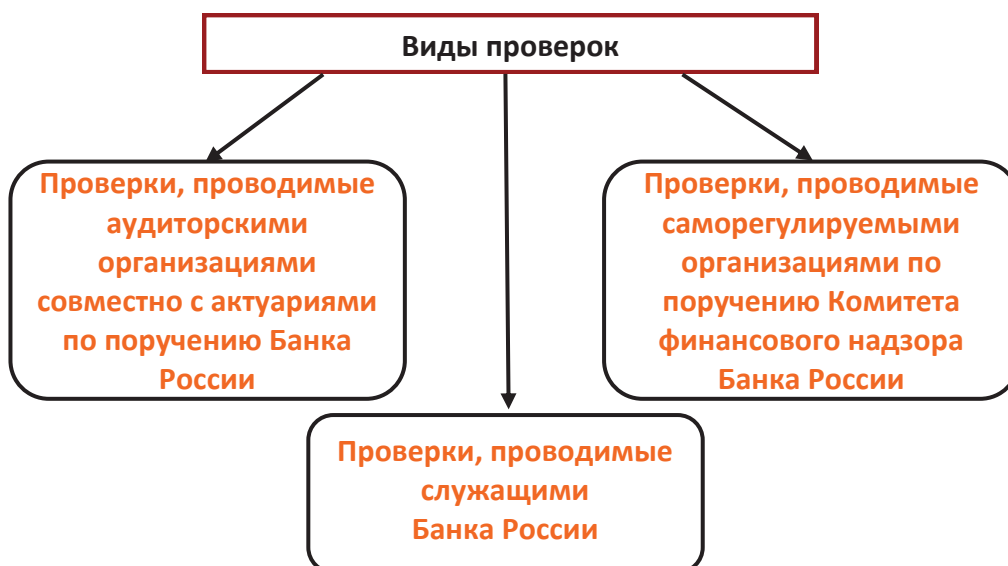 Виды проверок
Проверки, проводимые
аудиторскими
организациями
совместно с актуариями
по поручению Банка
России
Проверки, проводимые
саморегулируемыми
организациями по
поручению Комитета
финансового надзора
Банка России
Проверки, проводимые
служащими
Банка России